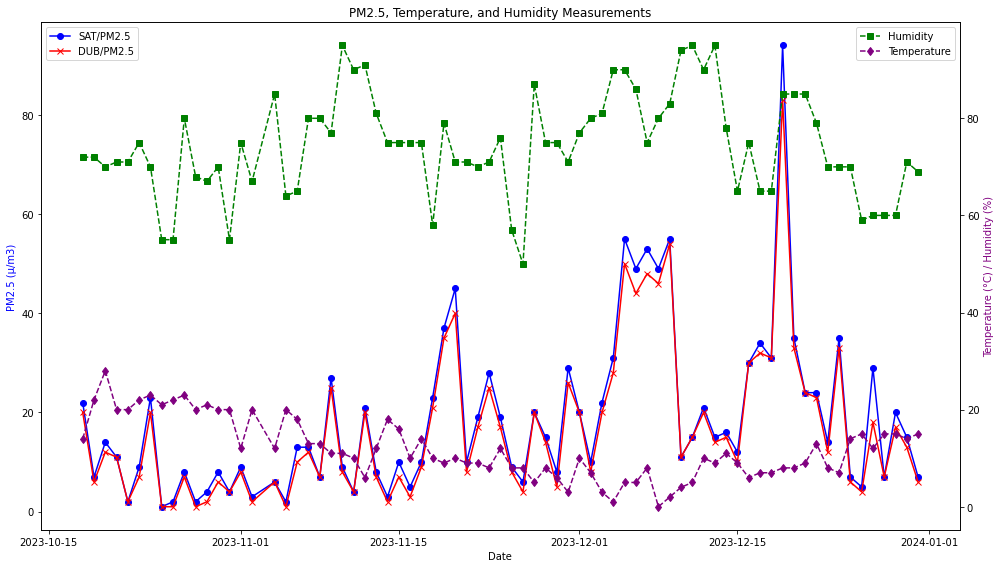 PM2.5, Temperature, and Humidity Measurements
SAT/PM2.5
DUB/PM2.5
Humidity
Temperature
80
60
40
20
0
PM2.5 (μ/m3)
80
60
40
20
0
Temperature (°C) / Humidity (%)
2023-10-15
2023-11-01
2023-11-15
2023-12-01
2023-12-15
2024-01-01
Date